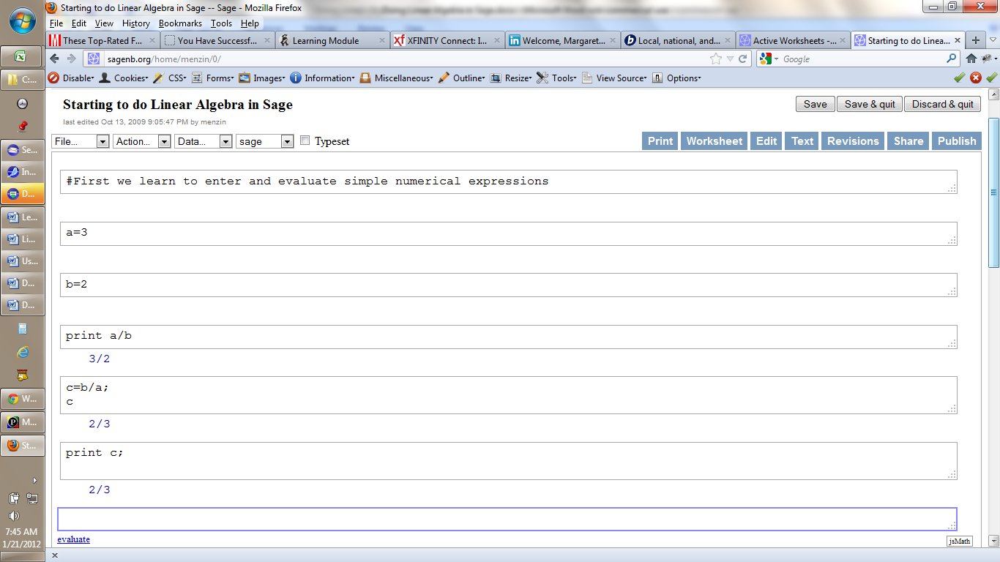 Starting to do Linear Algebra in Sage -- Sage - Mozilla Firefox
File Edit View History Bookmarks Tools Help
These Top-Rated F... You Have Successf... Learning Module XFINITY Connect: I... Welcome, Margaret... Local, national, and... Active Worksheets -... Starting to do Linea...
sagenb.org/home/menzin/0/ Google
Disable Cookies CSS Forms Images Information Miscellaneous Outline Resize Tools View Source Options
Starting to do Linear Algebra in Sage
Save Save & quit Discard & quit
last edited Oct 13, 2009 9:05:47 PM by menzin
File... Action... Data... sage Typeset Print Worksheet Edit Text Revisions Share Publish
#First we learn to enter and evaluate simple numerical expressions
a=3
b=2
print a/b
3/2
c=b/a;
c
2/3
print c;
2/3
evaluate
jsMath
C:...
Se...
In...
D...
Le...
Li...
Us...
D...
D...
W...
M...
St...
7:45 AM
1/21/2012